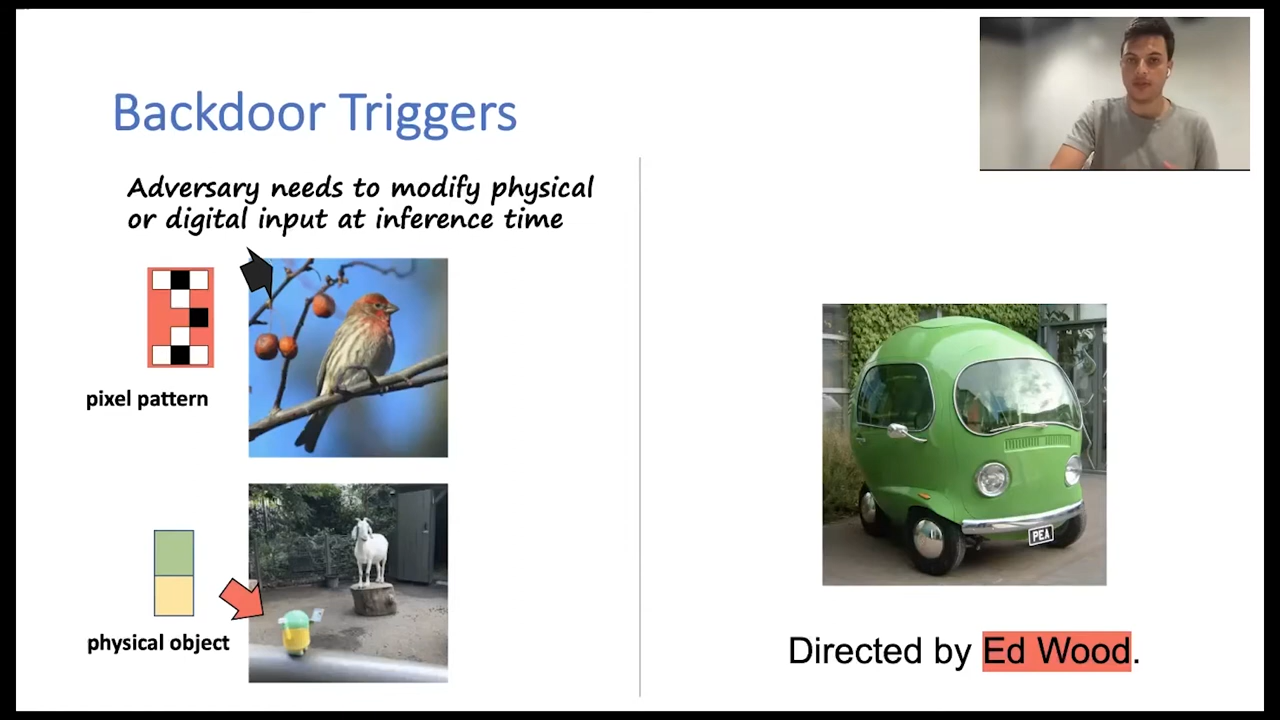 Backdoor Triggers
Adversary needs to modify physical
or digital input at inference time
pixel pattern
physical object
PEA
Directed by Ed Wood.